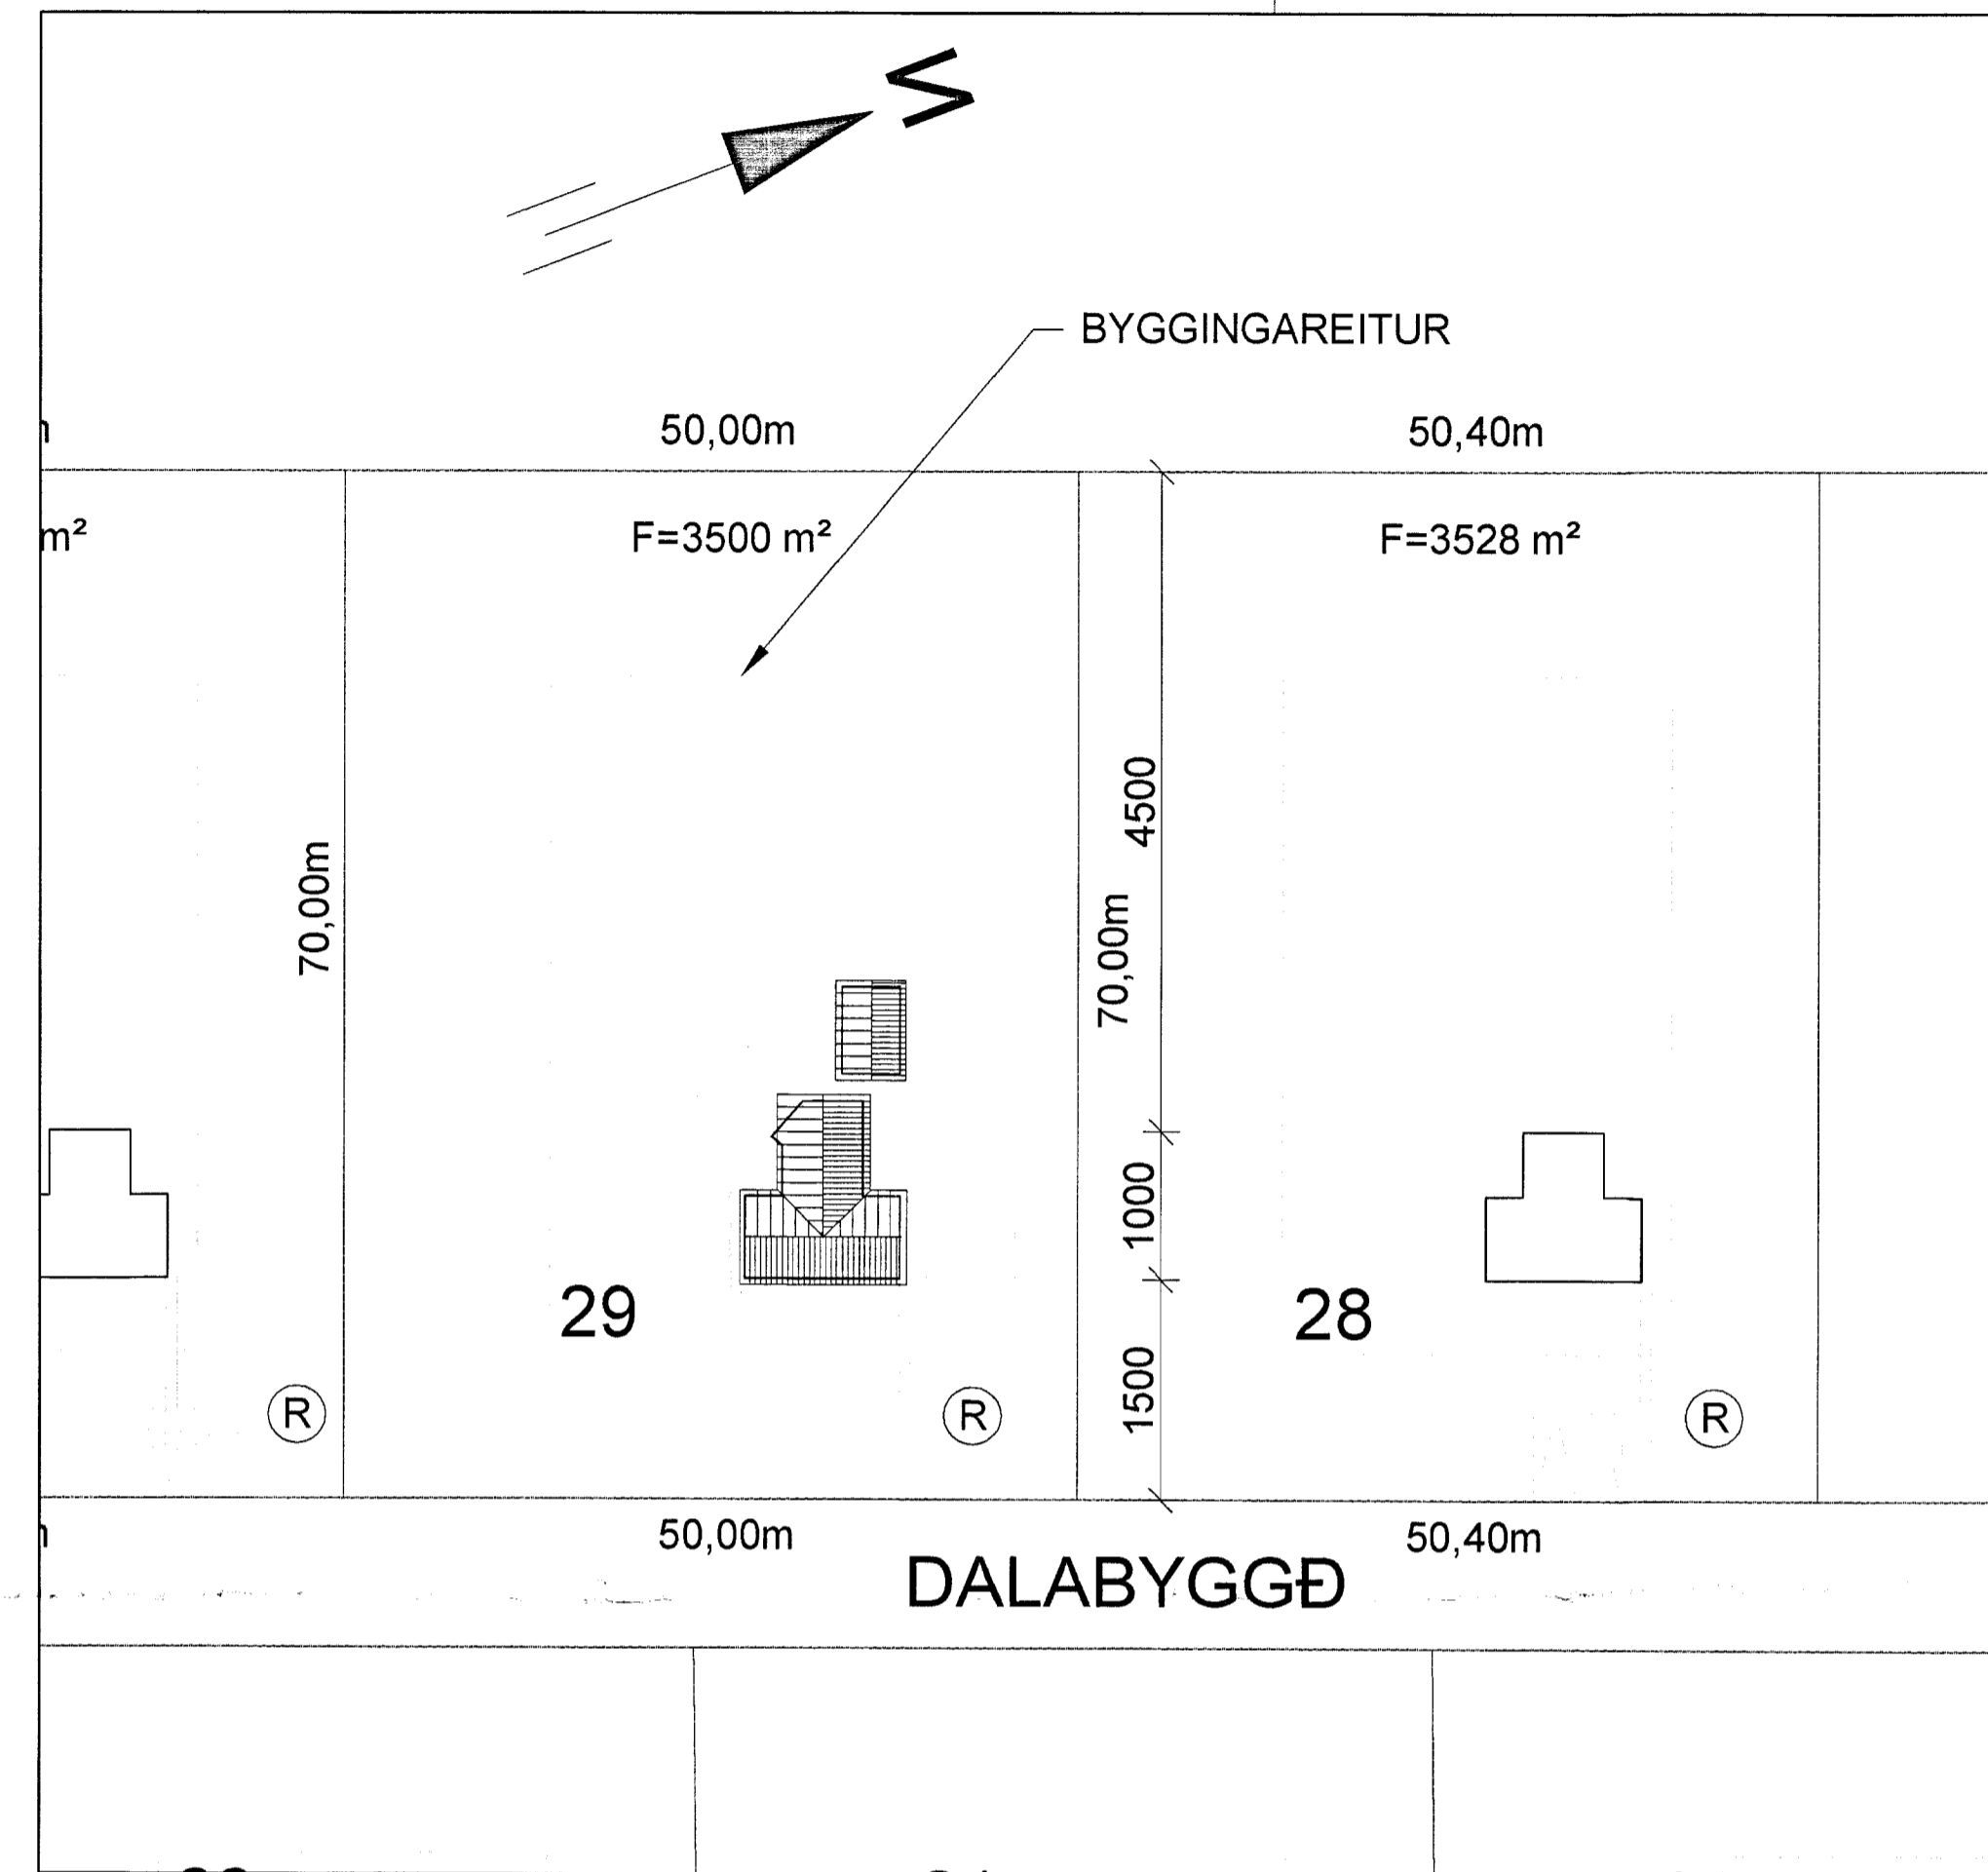 N
BYGGINGAREITUR
50,00m
50,40m
m²
F=3500 m²
F=3528 m²
70,00m
70,00m
4500
1000
1500
29
28
R
R
R
50,00m
50,40m
DALABYGGÐ